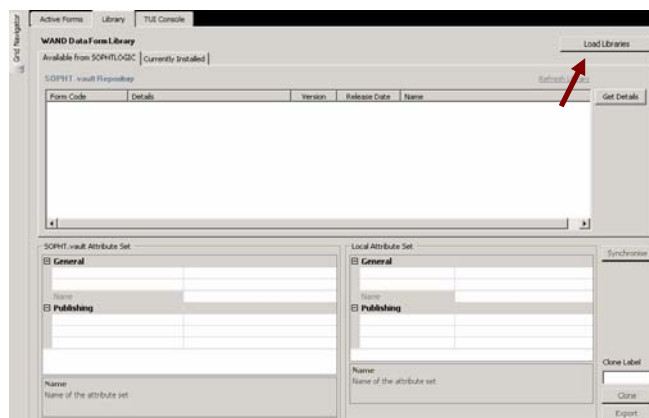 Grid Navigator
Active Forms Library TUI Console
WAND Data Form Library
Load Libraries
Available from SOPHTLOGIC Currently Installed
SOPHT.vault Repository
Refresh Library
Form Code Details Version Release Date Name
Get Details
SOPHT.vault Attribute Set
Local Attribute Set
Synchronise
General
General
Name
Name
Publishing
Publishing
Clone Label
Name
Name of the attribute set
Name
Name of the attribute set
Clone
Export